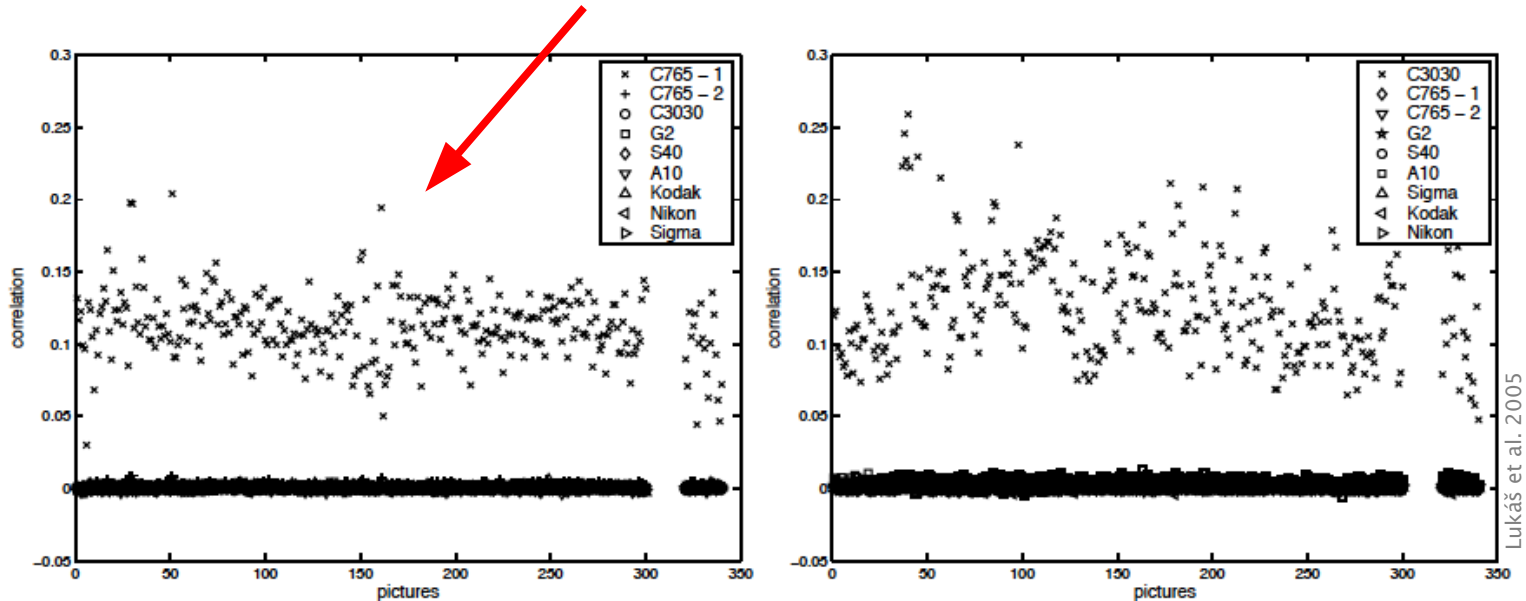 0.3
0.25
0.2
0.15
0.1
0.05
0
-0.05
correlation
0
50
100
150
200
250
300
350
pictures
C765 - 1
C765 - 2
C3030
G2
S40
A10
Kodak
Nikon
Sigma
0.3
0.25
0.2
0.15
0.1
0.05
0
-0.05
correlation
0
50
100
150
200
250
300
350
pictures
C3030
C765 - 1
C765 - 2
G2
S40
A10
Sigma
Kodak
Nikon
Lukáš et al. 2005